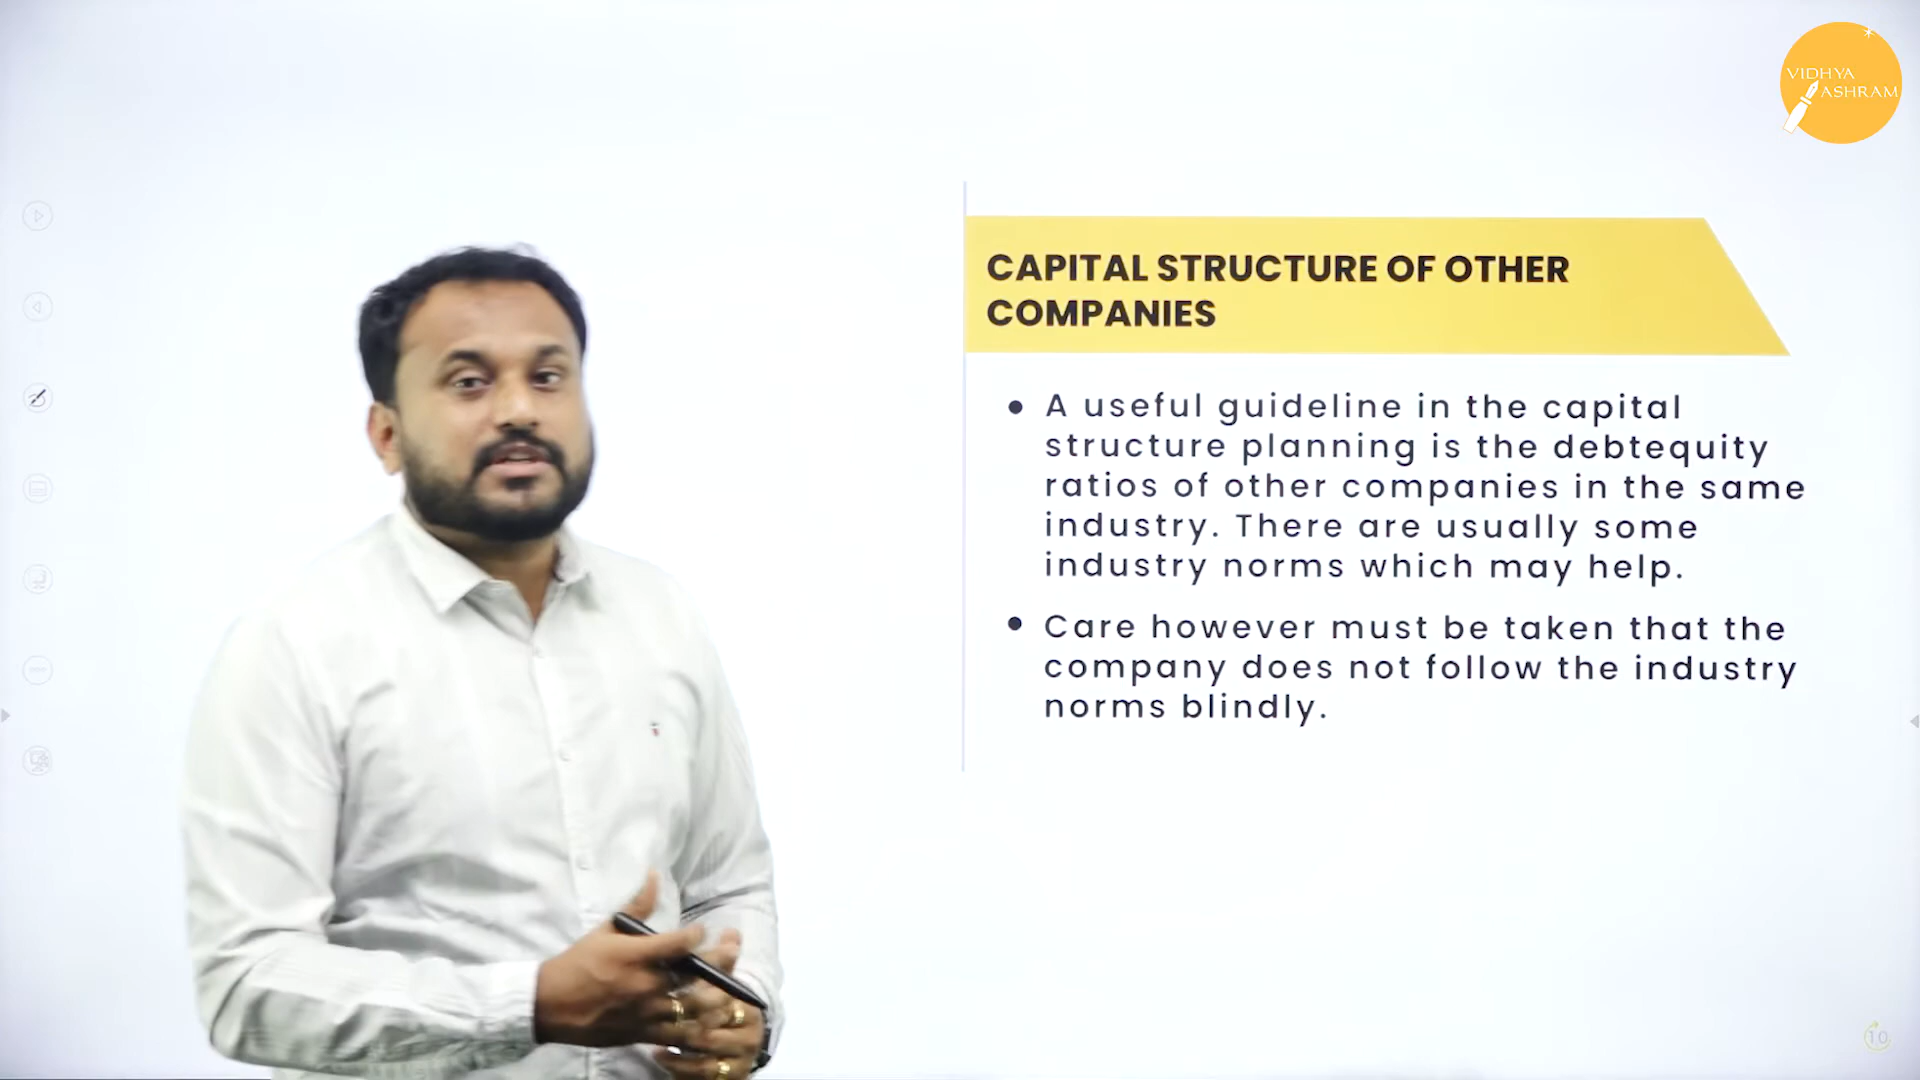 VIDHYA
ASHRAM
CAPITAL STRUCTURE OF OTHER
COMPANIES
• A useful guideline in the capital
structure planning is the debtequity
ratios of other companies in the same
industry. There are usually some
industry norms which may help.
• Care however must be taken that the
company does not follow the industry
norms blindly.
10